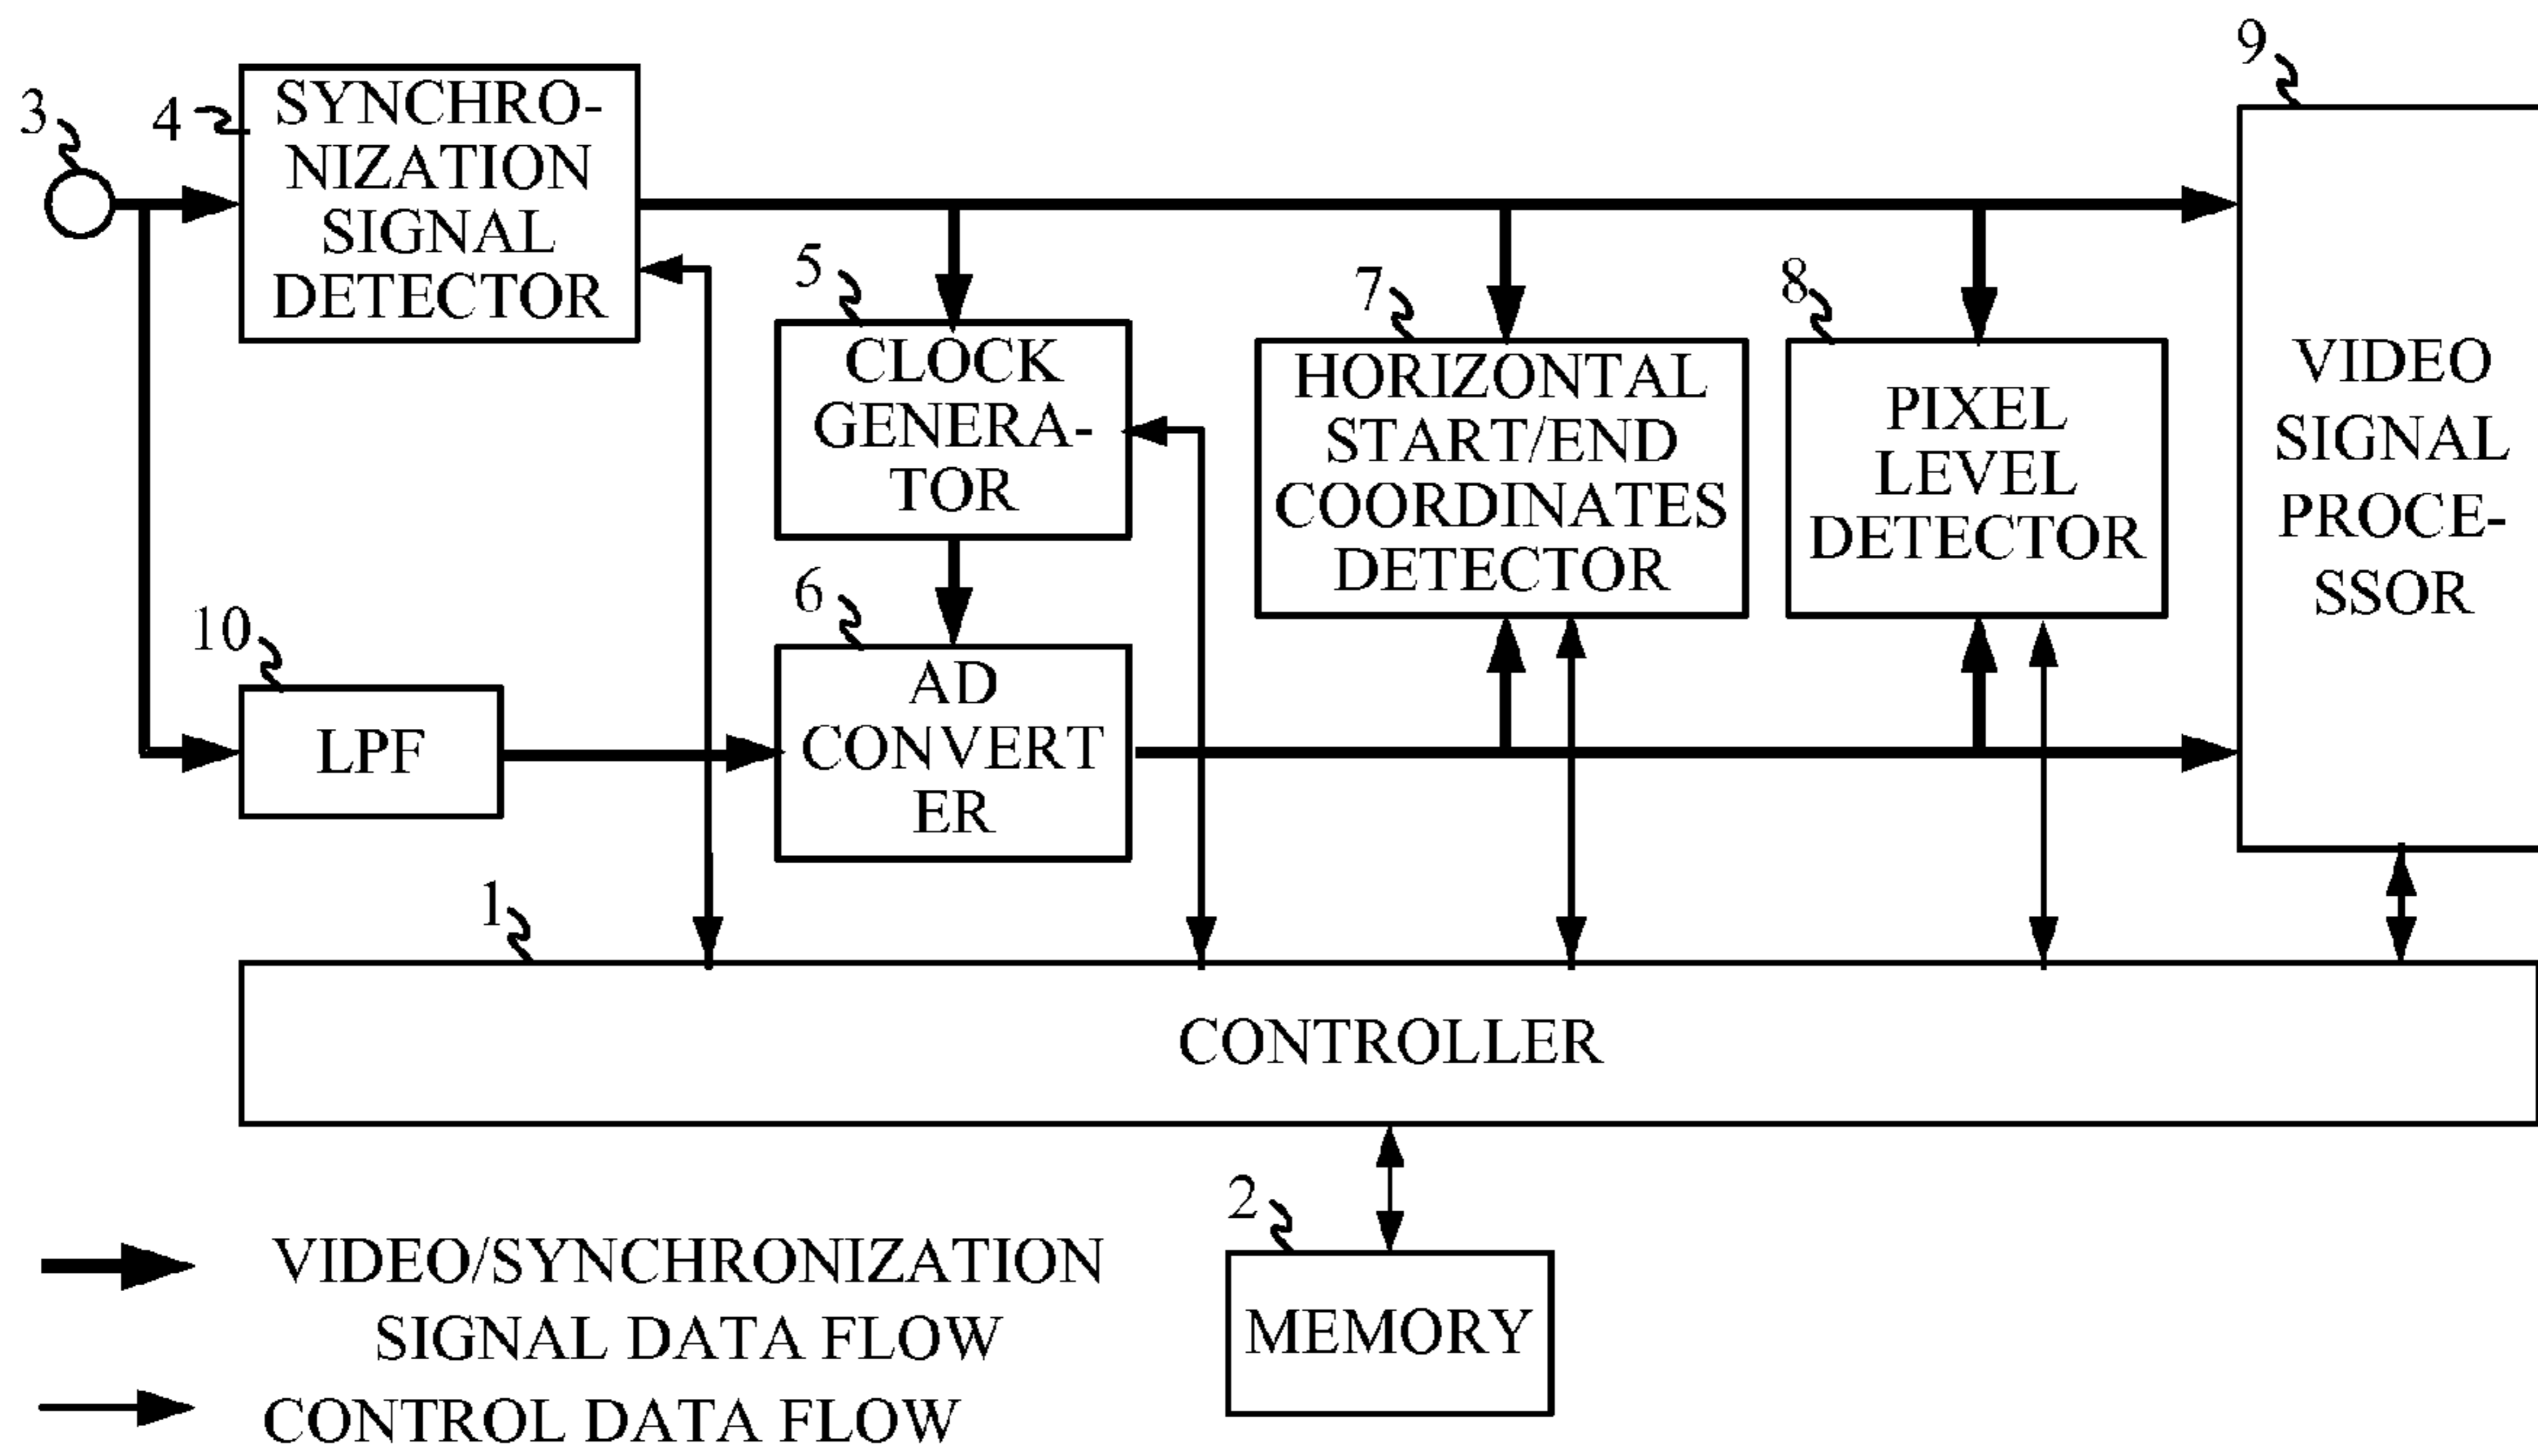 3
4
SYNCHRO-
NIZATION
SIGNAL
DETECTOR
5
CLOCK
GENERA-
TOR
6
AD
CONVERT
ER
7
HORIZONTAL
START/END
COORDINATES
DETECTOR
8
PIXEL
LEVEL
DETECTOR
9
VIDEO
SIGNAL
PROCE-
SSOR
10
LPF
1
CONTROLLER
2
MEMORY
VIDEO/SYNCHRONIZATION
SIGNAL DATA FLOW
CONTROL DATA FLOW